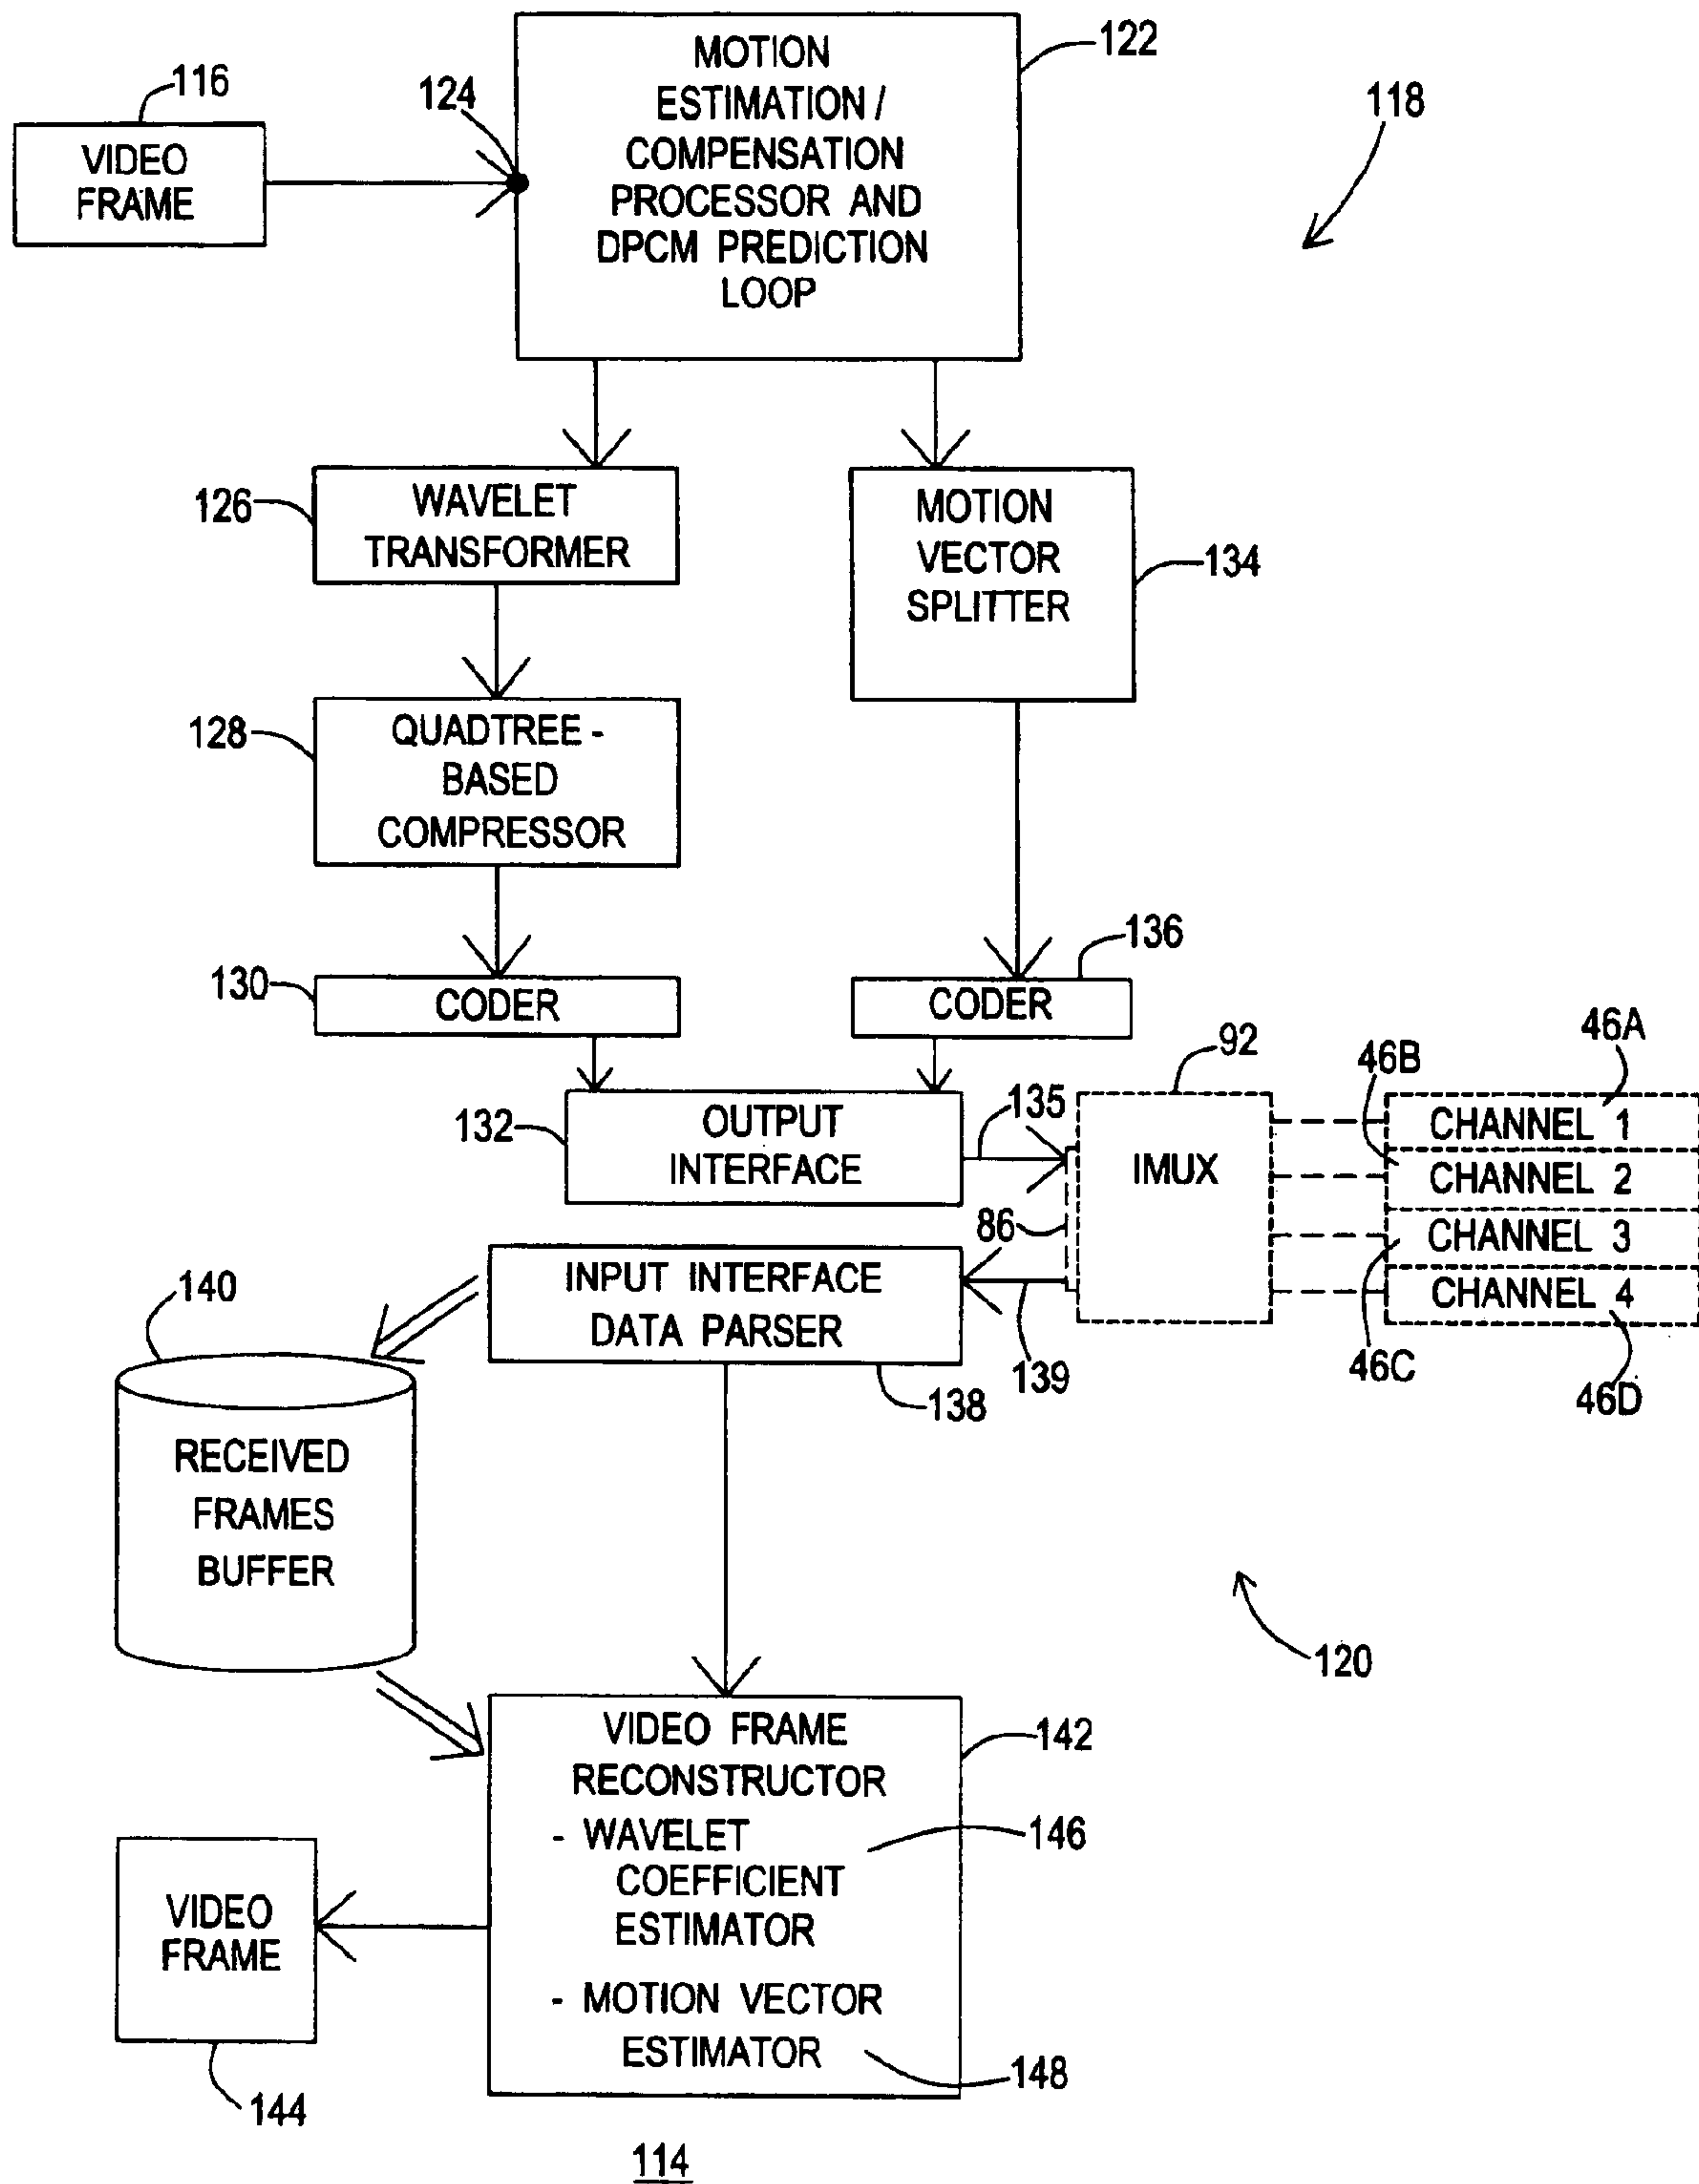 122
MOTION
ESTIMATION /
COMPENSATION
PROCESSOR AND
DPCM PREDICTION
LOOP
116
124
118
VIDEO
FRAME
126
WAVELET
TRANSFORMER
MOTION
VECTOR
SPLITTER
134
128
QUADTREE -
BASED
COMPRESSOR
136
130
CODER
CODER
92
46A
46B
132
OUTPUT
INTERFACE
135
IMUX
CHANNEL 1
CHANNEL 2
CHANNEL 3
CHANNEL 4
86
140
INPUT INTERFACE
DATA PARSER
138
139
46C
46D
RECEIVED
FRAMES
BUFFER
120
VIDEO FRAME
RECONSTRUCTOR
- WAVELET
COEFFICIENT
ESTIMATOR
- MOTION VECTOR
ESTIMATOR
142
146
148
VIDEO
FRAME
144
114